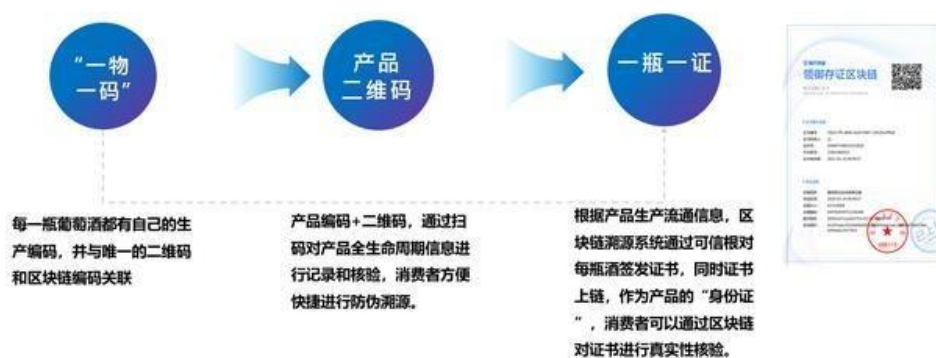 “一物
一码”
产品
二维码
一瓶一证
每一瓶葡萄酒都有自己的生
产编码，并与唯一的二维码
和区块链编码关联
产品编码+二维码，通过扫
码对产品全生命周期信息进
行记录和核验，消费者方便
快捷进行防伪溯源。
根据产品生产流通信息，区
块链溯源系统通过可信根对
每瓶酒签发证书，同时证书
上链，作为产品的“身份证
”，消费者可以通过区块链
对证书进行真实性核验。
领御存证区块链